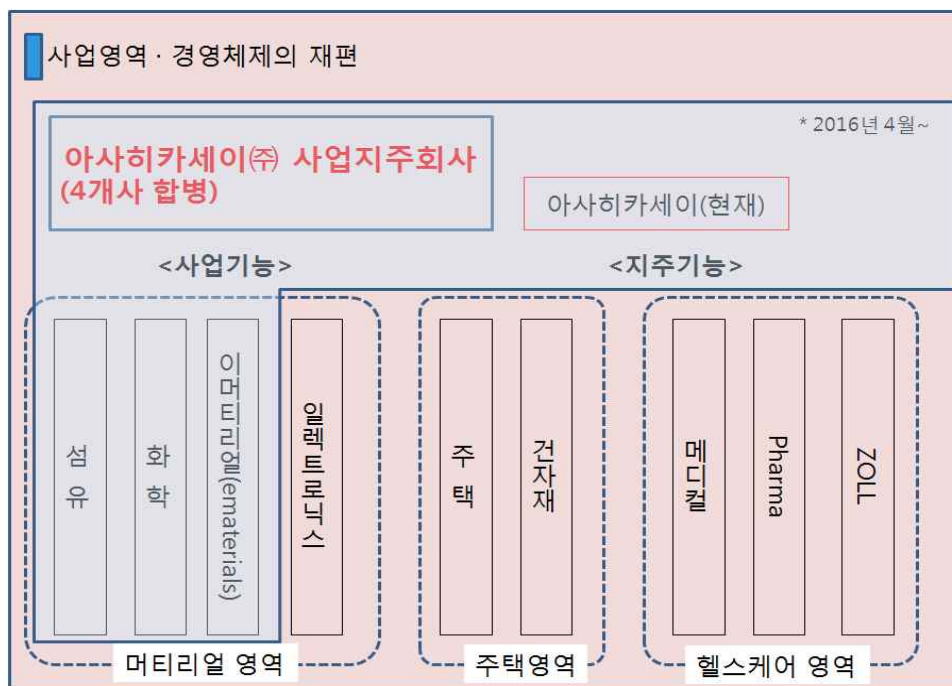 사업영역 · 경영체제의 재편
* 2016년 4월~
아사히카세이㈜ 사업지주회사
(4개사 합병)
아사히카세이(현재)
<사업기능>
<지주기능>
섬유
화학
이머티리얼(ematerials)
일렉트로닉스
주택
건자재
메디컬
Pharma
ZOLL
머티리얼 영역
주택영역
헬스케어 영역